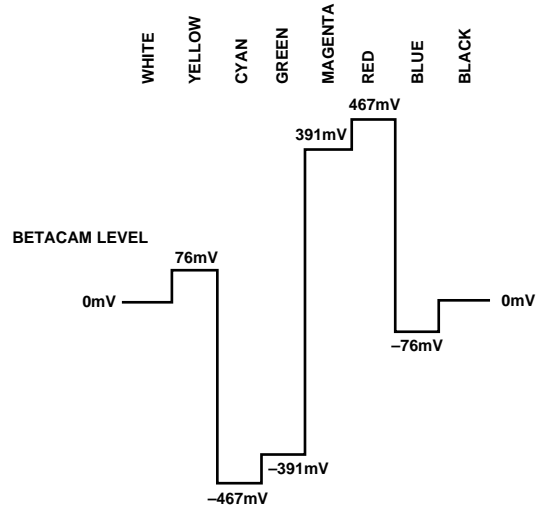 WHITE
YELLOW
CYAN
GREEN
MAGENTA
RED
BLUE
BLACK
467mV
391mV
BETACAM LEVEL
76mV
0mV
0mV
–76mV
–391mV
–467mV